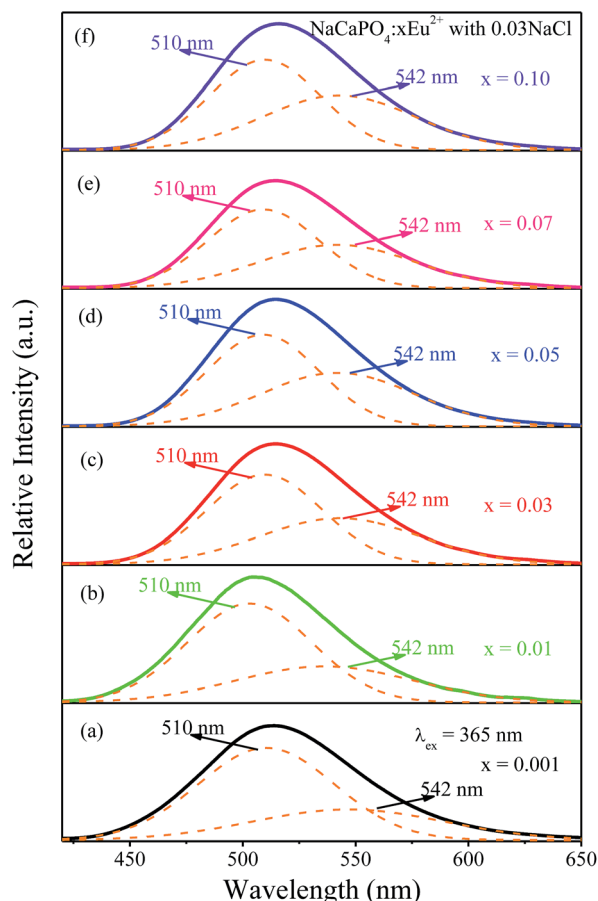 (f)
NaCaPO₄:xEu²⁺ with 0.03NaCl
510 nm
542 nm
x = 0.10
(e)
510 nm
542 nm
x = 0.07
(d)
510 nm
542 nm
x = 0.05
(c)
510 nm
542 nm
x = 0.03
(b)
510 nm
542 nm
x = 0.01
(a)
510 nm
λex = 365 nm
x = 0.001
542 nm
450 500 550 600 650
Wavelength (nm)
Relative Intensity (a.u.)